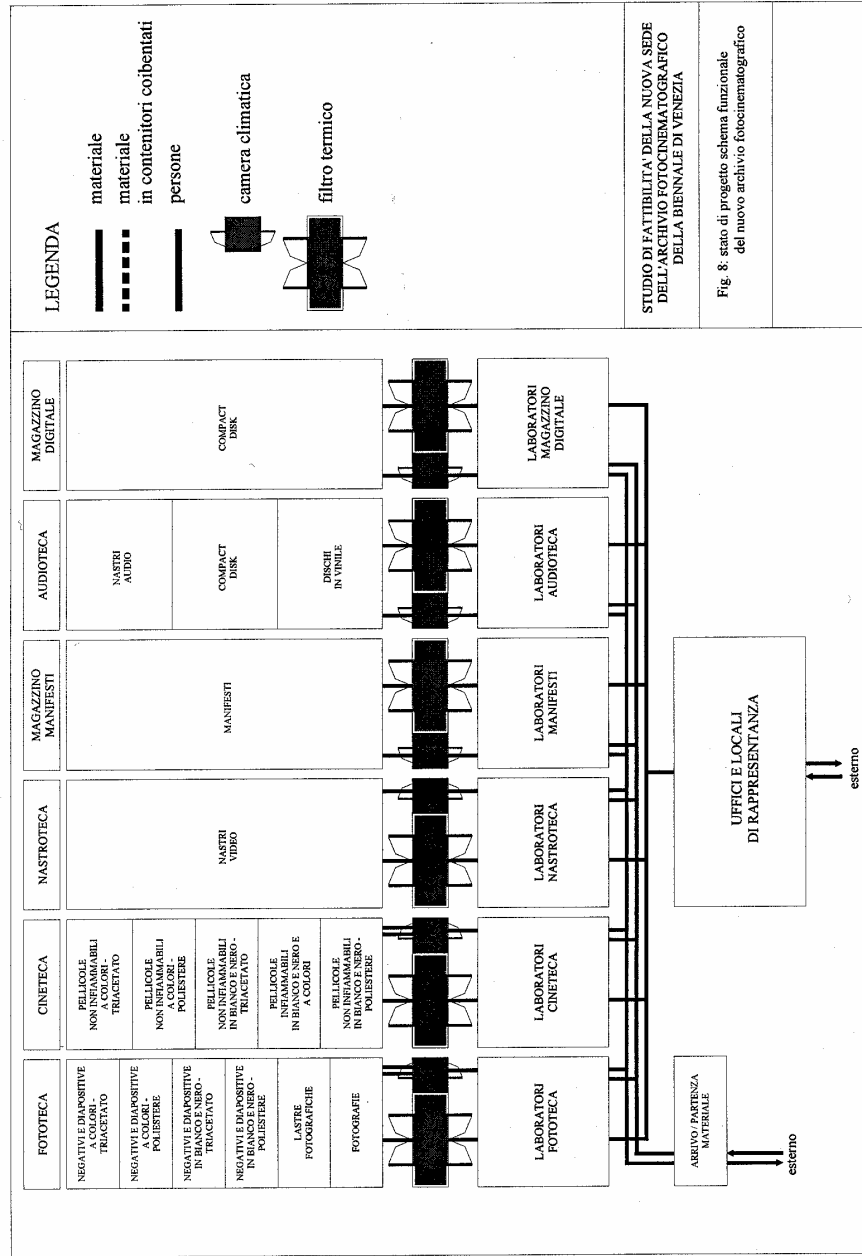 FOTOTECA
NEGATIVI E DIAPOSITIVE
A COLORI -
TRIACETATO
NEGATIVI E DIAPOSITIVE
A COLORI -
POLIESTERE
NEGATIVI E DIAPOSITIVE
IN BIANCO E NERO -
TRIACETATO
NEGATIVI E DIAPOSITIVE
IN BIANCO E NERO -
POLIESTERE
LASTRE
FOTOGRAFICHE
FOTOGRAFIE
LABORATORI
FOTOTECA
CINETECA
PELLICOLE
NON INFIAMMABILI
A COLORI -
TRIACETATO
PELLICOLE
NON INFIAMMABILI
A COLORI -
POLIESTERE
PELLICOLE
NON INFIAMMABILI
IN BIANCO E NERO -
TRIACETATO
PELLICOLE
INFIAMMABILI
IN BIANCO E NERO E
A COLORI
PELLICOLE
NON INFIAMMABILI
IN BIANCO E NERO -
POLIESTERE
LABORATORI
CINETECA
NASTROTECA
NASTRI
VIDEO
LABORATORI
NASTROTECA
MAGAZZINO
MANIFESTI
MANIFESTI
LABORATORI
MANIFESTI
AUDIOTECA
NASTRI
AUDIO
COMPACT
DISK
DISCHI
IN VINILE
LABORATORI
AUDIOTECA
MAGAZZINO
DIGITALE
COMPACT
DISK
LABORATORI
MAGAZZINO
DIGITALE
ARRIVO / PARTENZA
MATERIALE
esterno
UFFICI E LOCALI
DI RAPPRESENTANZA
esterno
LEGENDA
materiale
materiale
in contenitori coibentati
persone
camera climatica
filtro termico
STUDIO DI FATTIBILITA' DELLA NUOVA SEDE
DELL'ARCHIVIO FOTOCINEMATOGRAFICO
DELLA BIENNALE DI VENEZIA
Fig. 8: stato di progetto schema funzionale
del nuovo archivio fotocinematografico